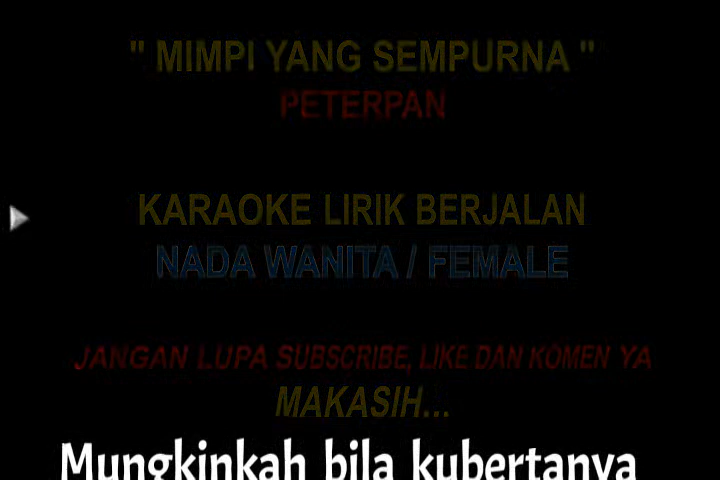 " MIMPI YANG SEMPURNA "
PETERPAN
KARAOKE LIRIK BERJALAN
NADA WANITA / FEMALE
JANGAN LUPA SUBSCRIBE, LIKE DAN KOMEN YA
MAKASIH...
Mungkinkah bila kubertanya